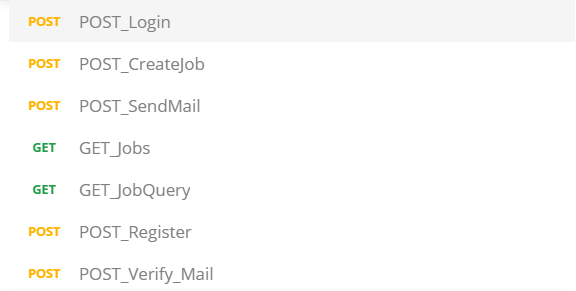 POST POST_Login
POST POST_CreateJob
POST POST_SendMail
GET GET_Jobs
GET GET_JobQuery
POST POST_Register
POST POST_Verify_Mail